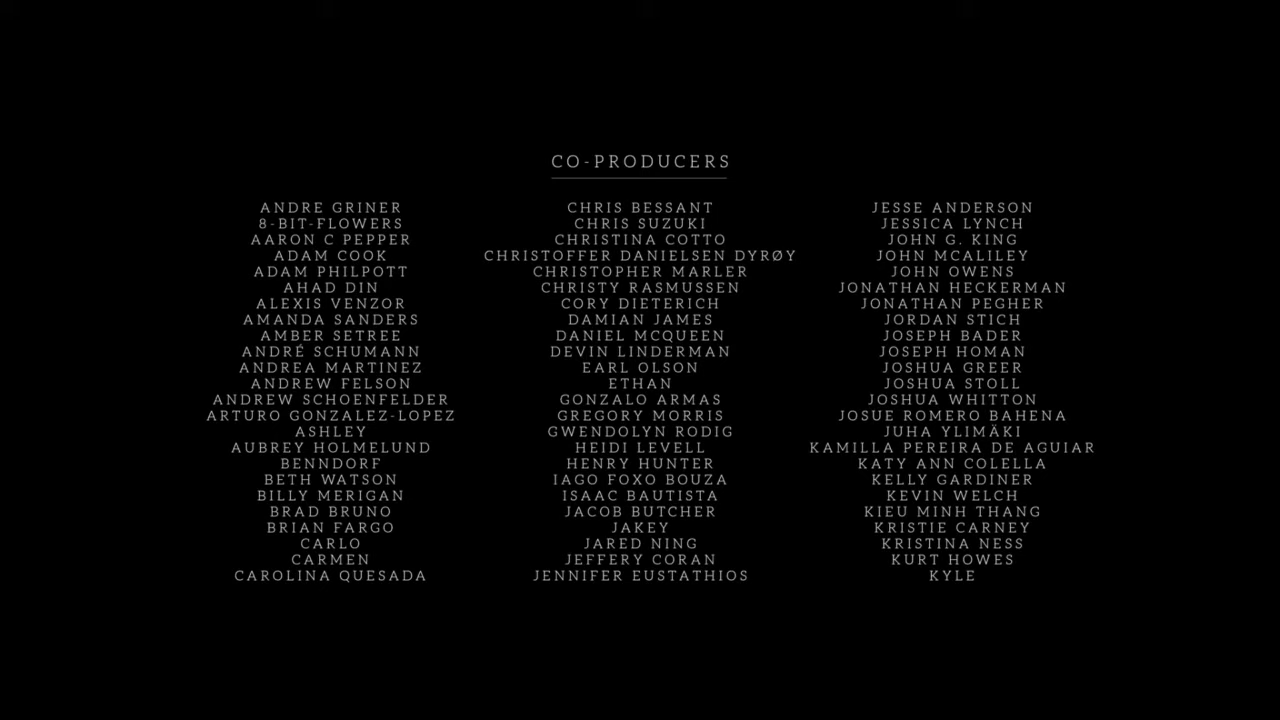 CO-PRODUCERS
ANDRE GRINER
8-BIT-FLOWERS
AARON C PEPPER
ADAM COOK
ADAM PHILPOTT
AHAD DIN
ALEXIS VENZOR
AMANDA SANDERS
AMBER SETREE
ANDRÉ SCHUMANN
ANDREA MARTINEZ
ANDREW FELSON
ANDREW SCHOENFELDER
ARTURO GONZALEZ-LOPEZ
ASHLEY
AUBREY HOLMELUND
BENNDORF
BETH WATSON
BILLY MERIGAN
BRAD BRUNO
BRIAN FARGO
CARLO
CARMEN
CAROLINA QUESADA
CHRIS BESSANT
CHRIS SUZUKI
CHRISTINA COTTO
CHRISTOFFER DANIELSEN DYRØY
CHRISTOPHER MARLER
CHRISTY RASMUSSEN
CORY DIETERICH
DAMIAN JAMES
DANIEL MCQUEEN
DEVIN LINDERMAN
EARL OLSON
ETHAN
GONZALO ARMAS
GREGORY MORRIS
GWENDOLYN RODIG
HEIDI LEVELL
HENRY HUNTER
IAGO FOXO BOUZA
ISAAC BAUTISTA
JACOB BUTCHER
JAKEY
JARED NING
JEFFERY CORAN
JENNIFER EUSTATHIOS
JESSE ANDERSON
JESSICA LYNCH
JOHN G. KING
JOHN MCALILEY
JOHN OWENS
JONATHAN HECKERMAN
JONATHAN PEGHER
JORDAN STICH
JOSEPH BADER
JOSEPH HOMAN
JOSHUA GREER
JOSHUA STOLL
JOSHUA WHITTON
JOSUE ROMERO BAHENA
JUHA YLIMÄKI
KAMILLA PEREIRA DE AGUIAR
KATY ANN COLELLA
KELLY GARDINER
KEVIN WELCH
KIEU MINH THANG
KRISTIE CARNEY
KRISTINA NESS
KURT HOWES
KYLE